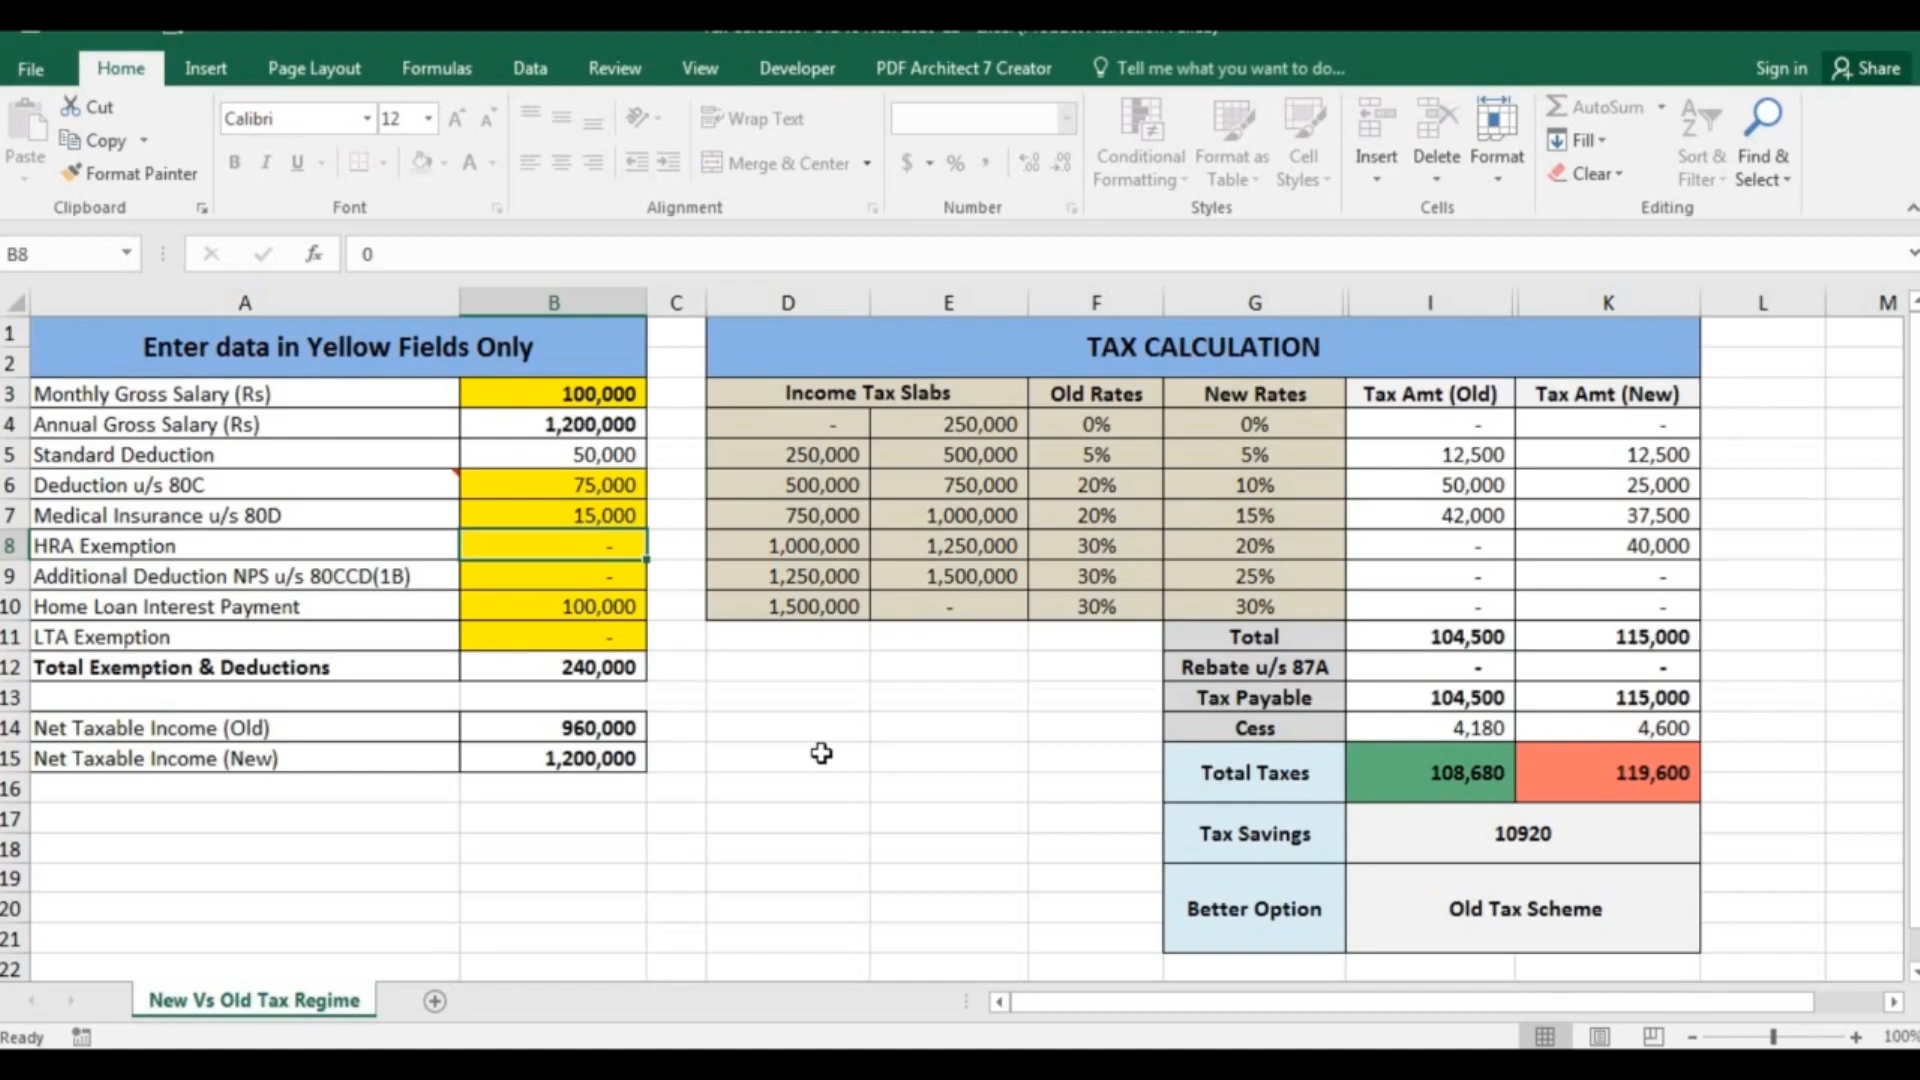 File Home Insert Page Layout Formulas Data Review View Developer PDF Architect 7 Creator Tell me what you want to do... Sign in Share
Cut
Copy
Format Painter
Paste
Calibri 12
B I U
Wrap Text
Merge & Center
$ % ,
Conditional Formatting
Format as Table
Cell Styles
Insert Delete Format
AutoSum
Fill
Clear
Sort & Filter
Find & Select
Clipboard Font Alignment Number Styles Cells Editing
B8 fx 0
A B C D E F G I K L M
1 Enter data in Yellow Fields Only TAX CALCULATION
2
3 Monthly Gross Salary (Rs) 100,000 Income Tax Slabs Old Rates New Rates Tax Amt (Old) Tax Amt (New)
4 Annual Gross Salary (Rs) 1,200,000 - 250,000 0% 0% - -
5 Standard Deduction 50,000 250,000 500,000 5% 5% 12,500 12,500
6 Deduction u/s 80C 75,000 500,000 750,000 20% 10% 50,000 25,000
7 Medical Insurance u/s 80D 15,000 750,000 1,000,000 20% 15% 42,000 37,500
8 HRA Exemption - 1,000,000 1,250,000 30% 20% - 40,000
9 Additional Deduction NPS u/s 80CCD(1B) - 1,250,000 1,500,000 30% 25% - -
10 Home Loan Interest Payment 100,000 1,500,000 - 30% 30% - -
11 LTA Exemption - Total 104,500 115,000
12 Total Exemption & Deductions 240,000 Rebate u/s 87A - -
13 Tax Payable 104,500 115,000
14 Net Taxable Income (Old) 960,000 Cess 4,180 4,600
15 Net Taxable Income (New) 1,200,000 Total Taxes 108,680 119,600
16
17 Tax Savings 10920
18
19
20 Better Option Old Tax Scheme
21
22
New Vs Old Tax Regime
Ready 100%